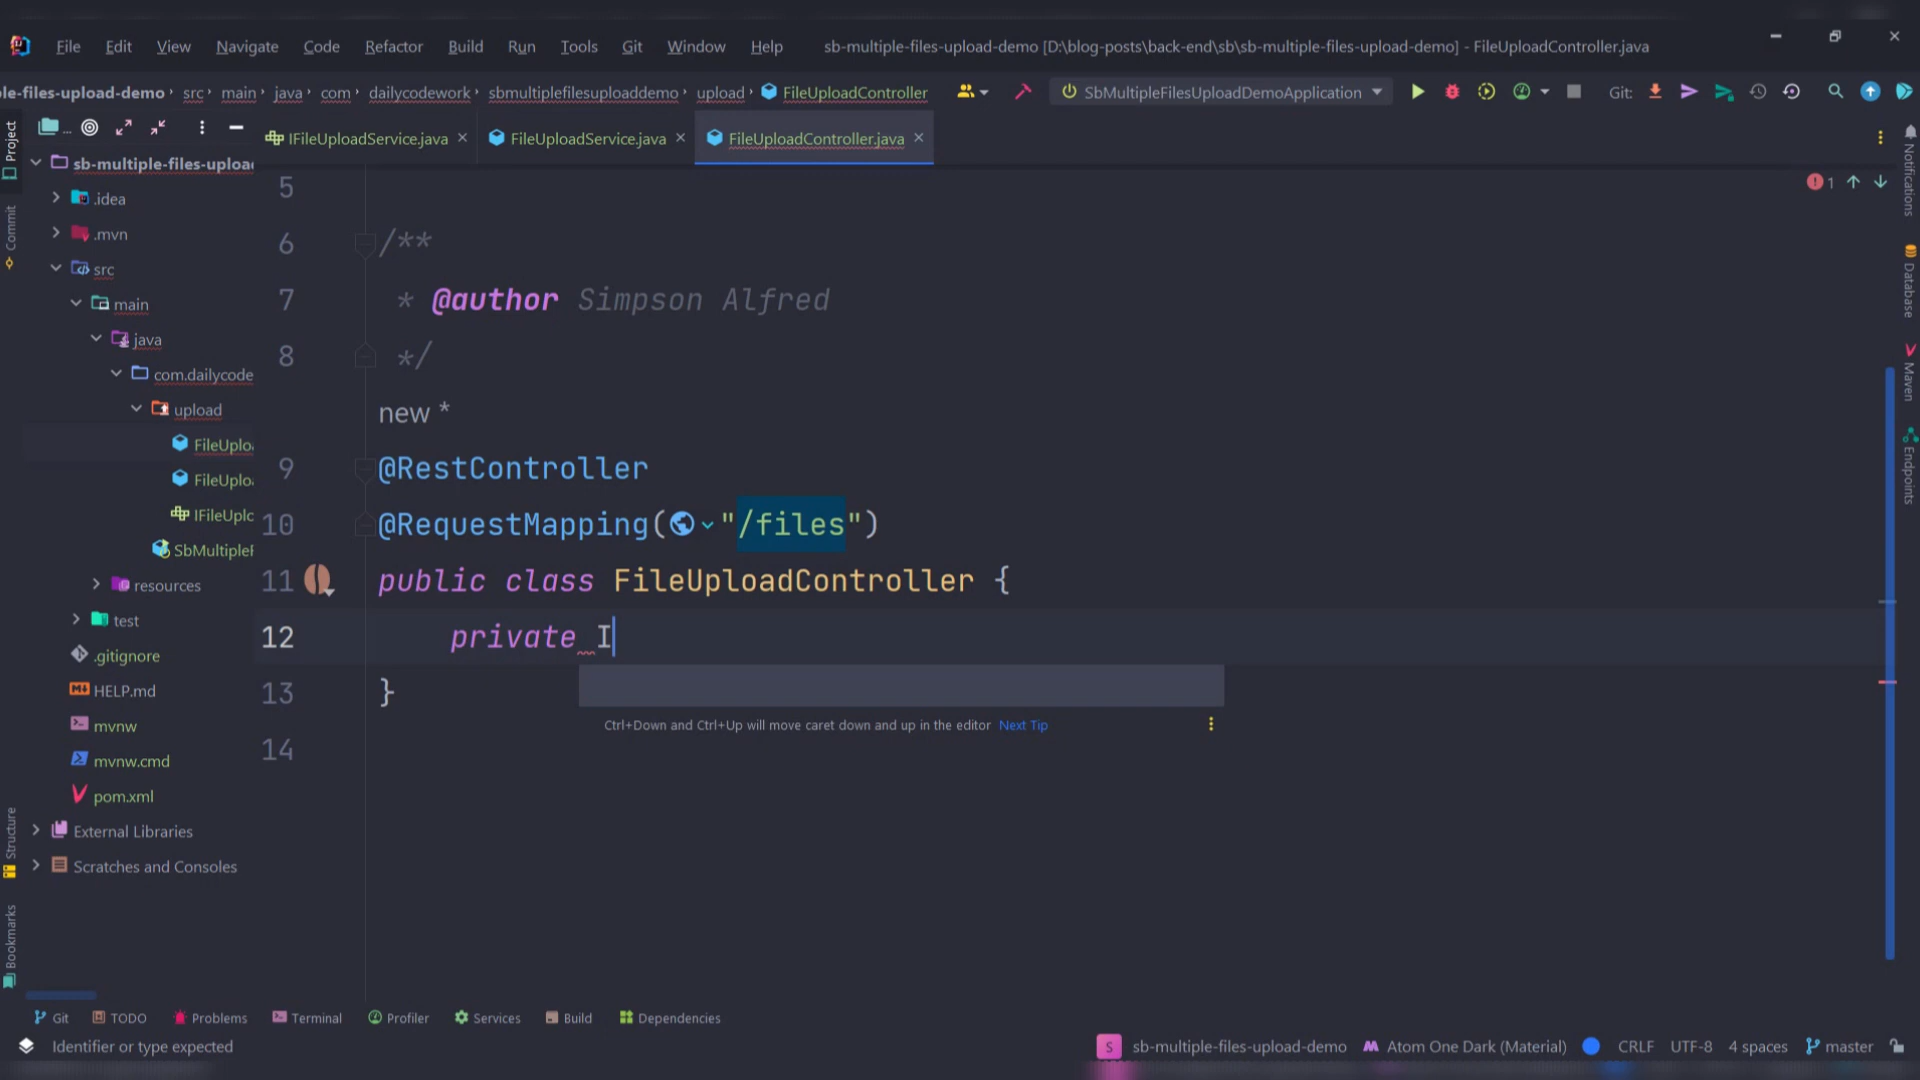 File Edit View Navigate Code Refactor Build Run Tools Git Window Help sb-multiple-files-upload-demo [D:\blog-posts\back-end\sb\sb-multiple-files-upload-demo] - FileUploadController.java
ple-files-upload-demo src main java com dailycodework sbmultiplefilesuploaddemo upload FileUploadController SbMultipleFilesUploadDemoApplication Git:
Project
Commit
Structure
Bookmarks
... IFileUploadService.java FileUploadService.java FileUploadController.java
sb-multiple-files-upload
.idea
.mvn
src
main
java
com.dailycode
upload
FileUploa
FileUploa
IFileUplo
SbMultipleF
resources
test
.gitignore
HELP.md
mvnw
mvnw.cmd
pom.xml
External Libraries
Scratches and Consoles
1
5
6 /**
7 * @author Simpson Alfred
8 */
new *
9 @RestController
10 @RequestMapping("/files")
11 public class FileUploadController {
12 private I
13 }
14
Ctrl+Down and Ctrl+Up will move caret down and up in the editor Next Tip
Notifications
Database
Maven
Endpoints
Git TODO Problems Terminal Profiler Services Build Dependencies
Identifier or type expected S sb-multiple-files-upload-demo Atom One Dark (Material) CRLF UTF-8 4 spaces master